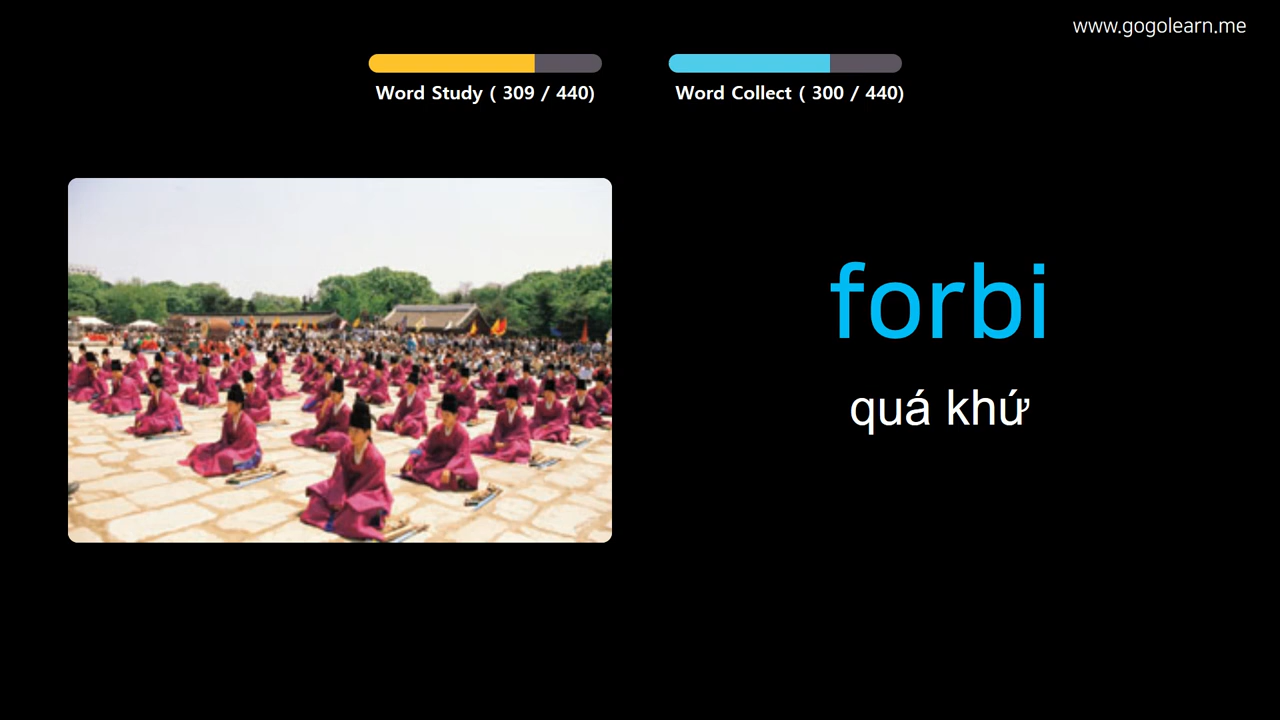 www.gogolearn.me
Word Study ( 309 / 440)
Word Collect ( 300 / 440)
forbi
quá khứ